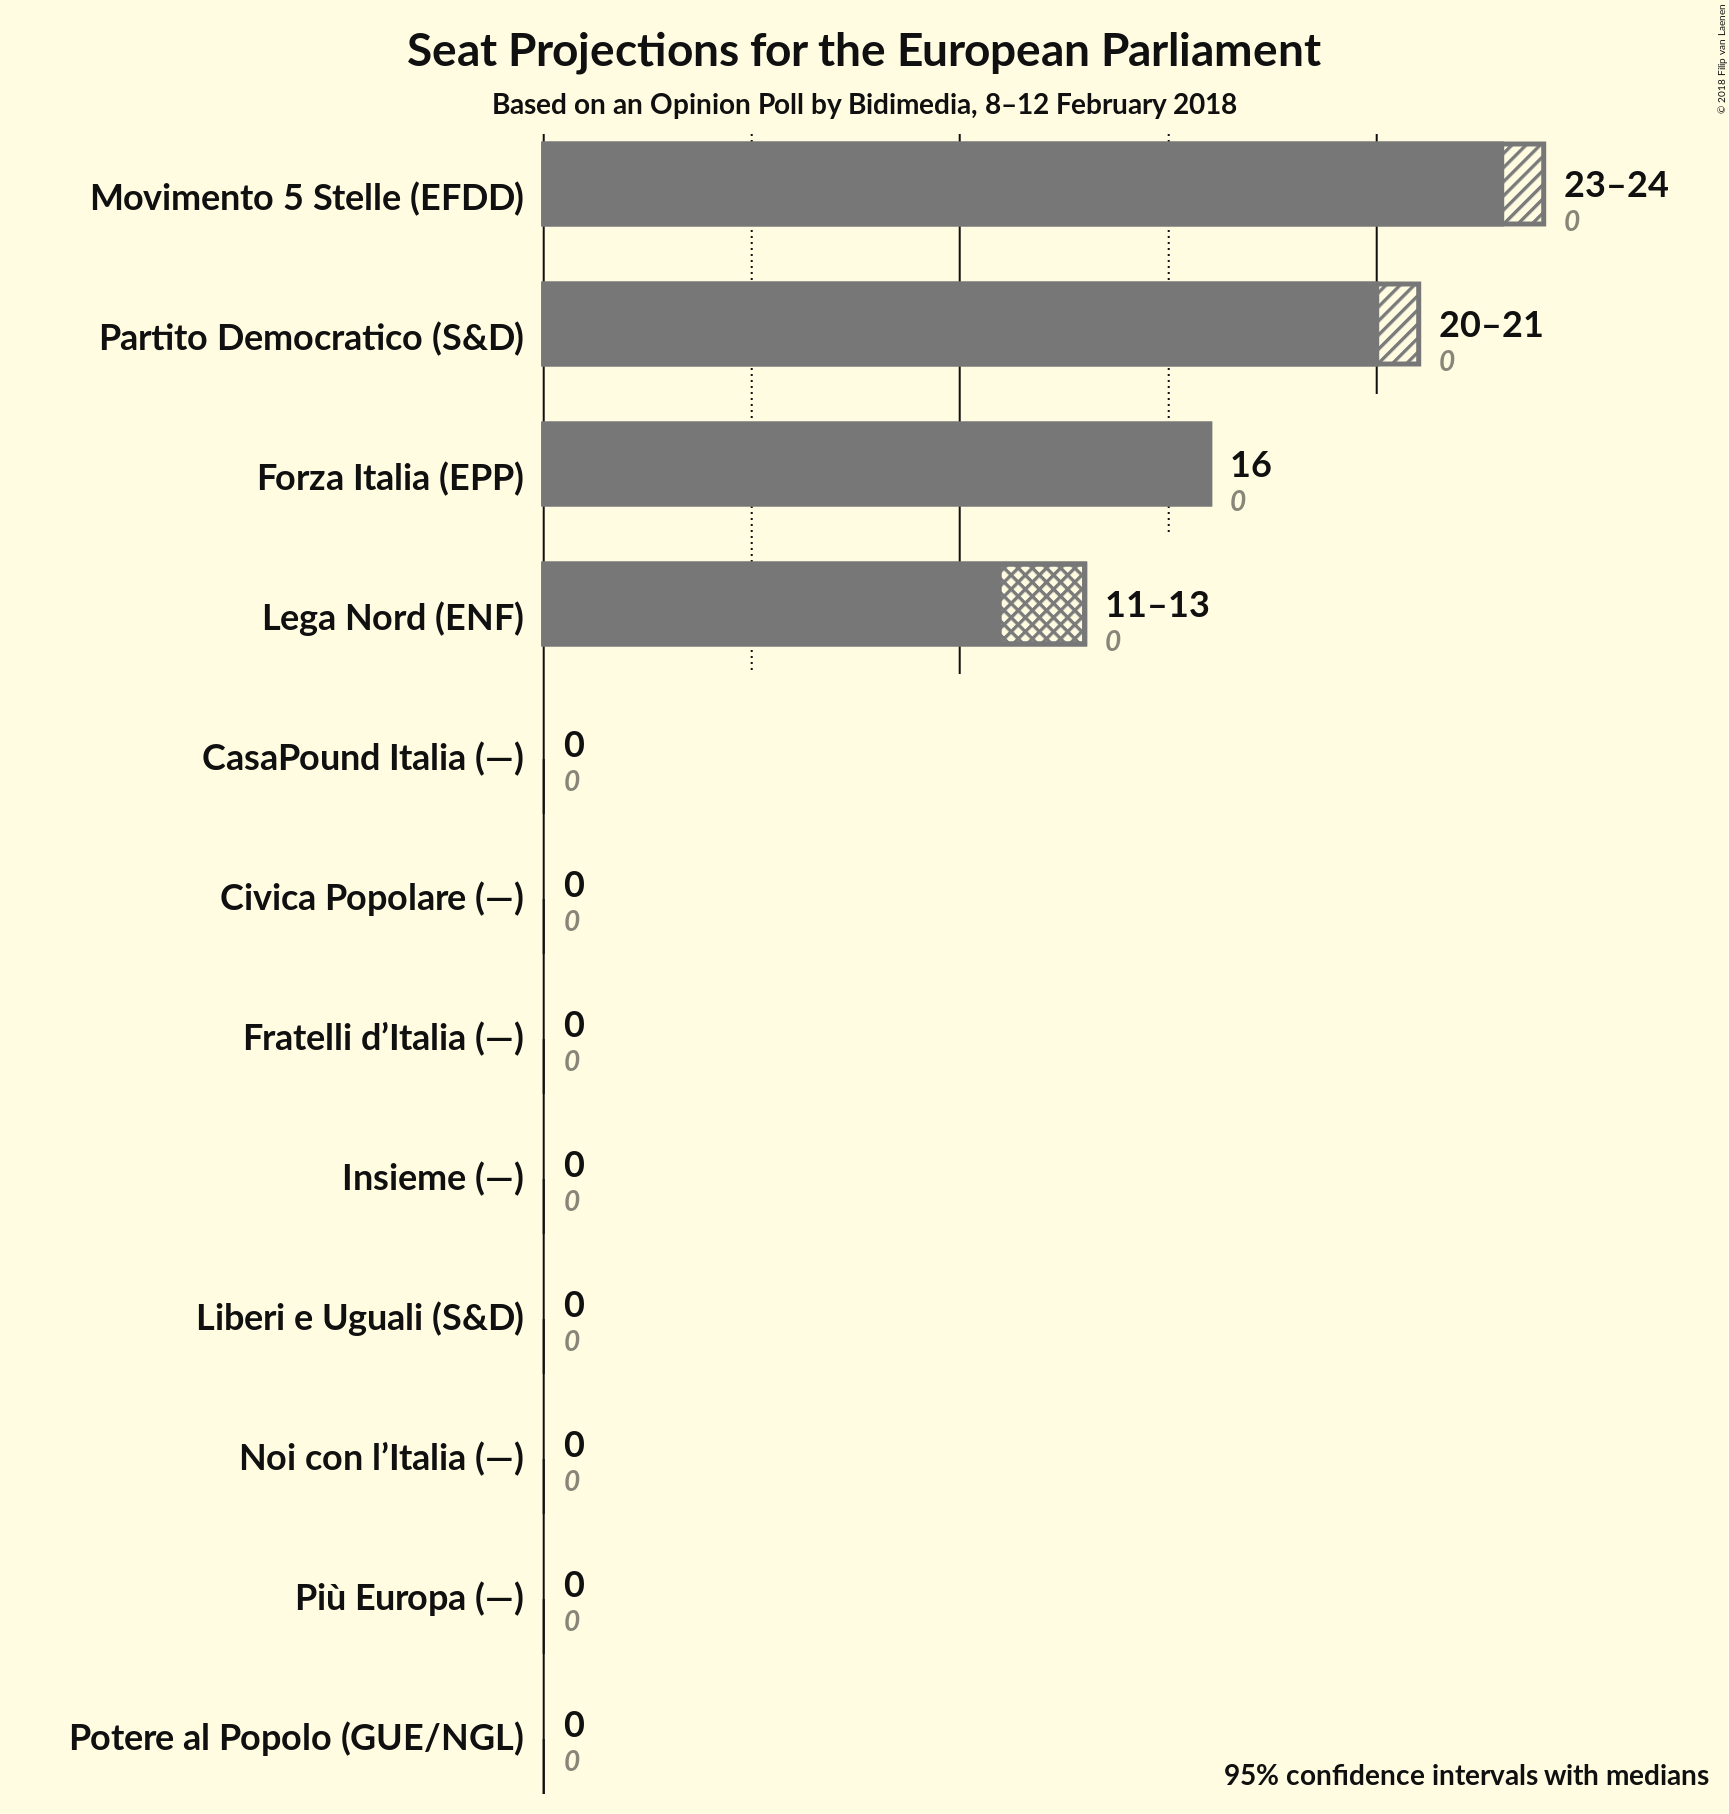 Seat Projections for the European Parliament
Based on an Opinion Poll by Bidimedia, 8–12 February 2018
© 2018 Filip van Laenen
Movimento 5 Stelle (EFDD)
23–24
0
Partito Democratico (S&D)
20–21
0
Forza Italia (EPP)
16
0
Lega Nord (ENF)
11–13
0
CasaPound Italia (—)
0
0
Civica Popolare (—)
0
0
Fratelli d’Italia (—)
0
0
Insieme (—)
0
0
Liberi e Uguali (S&D)
0
0
Noi con l’Italia (—)
0
0
Più Europa (—)
0
0
Potere al Popolo (GUE/NGL)
0
0
95% confidence intervals with medians